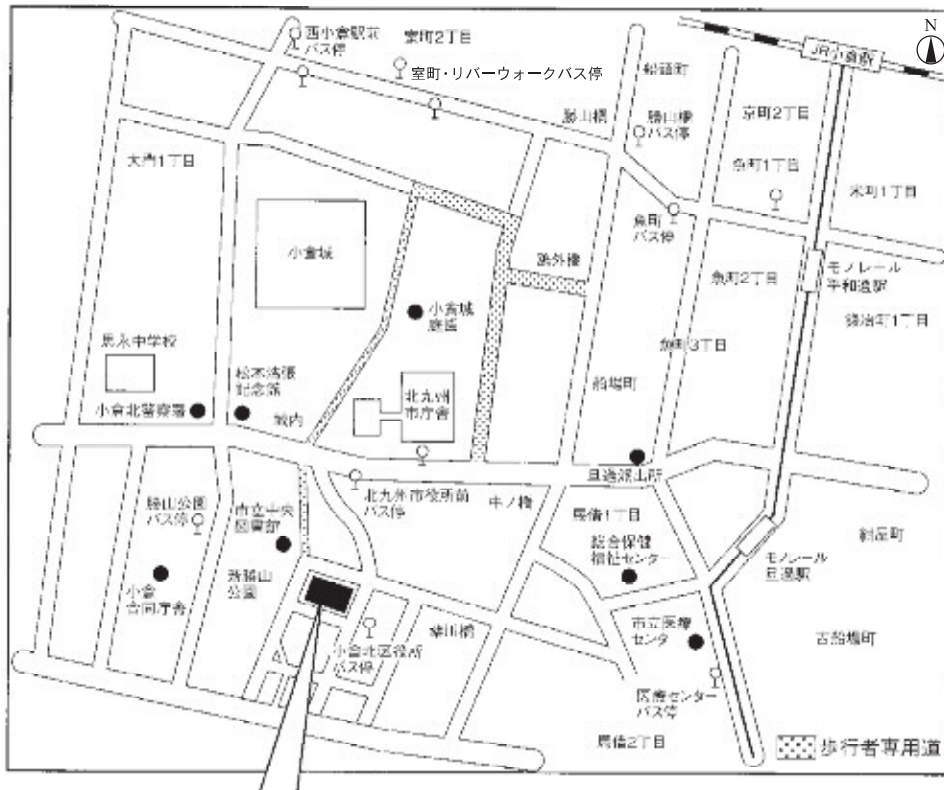 西小倉駅前
バス停
室町2丁目
室町・リバーウォークバス停
船頭町
JR小倉駅
N
勝山橋
勝山橋
バス停
京町2丁目
魚町1丁目
大門1丁目
米町1丁目
小倉城
鴎外橋
魚町
バス停
魚町2丁目
モノレール
平和通駅
小倉城
庭園
鍛冶町1丁目
思永中学校
魚町3丁目
松本清張
記念館
北九州
市庁舎
船場町
小倉北警察署
城内
旦過派出所
北九州市役所前
バス停
中ノ橋
勝山公園
バス停
市立中央
図書館
馬借1丁目
総合保健
福祉センター
紺屋町
モノレール
旦過駅
小倉
合同庁舎
新勝山
公園
小倉北区役所
バス停
市立医療
センター
古船場町
医療センター
バス停
馬借2丁目
歩行者専用道